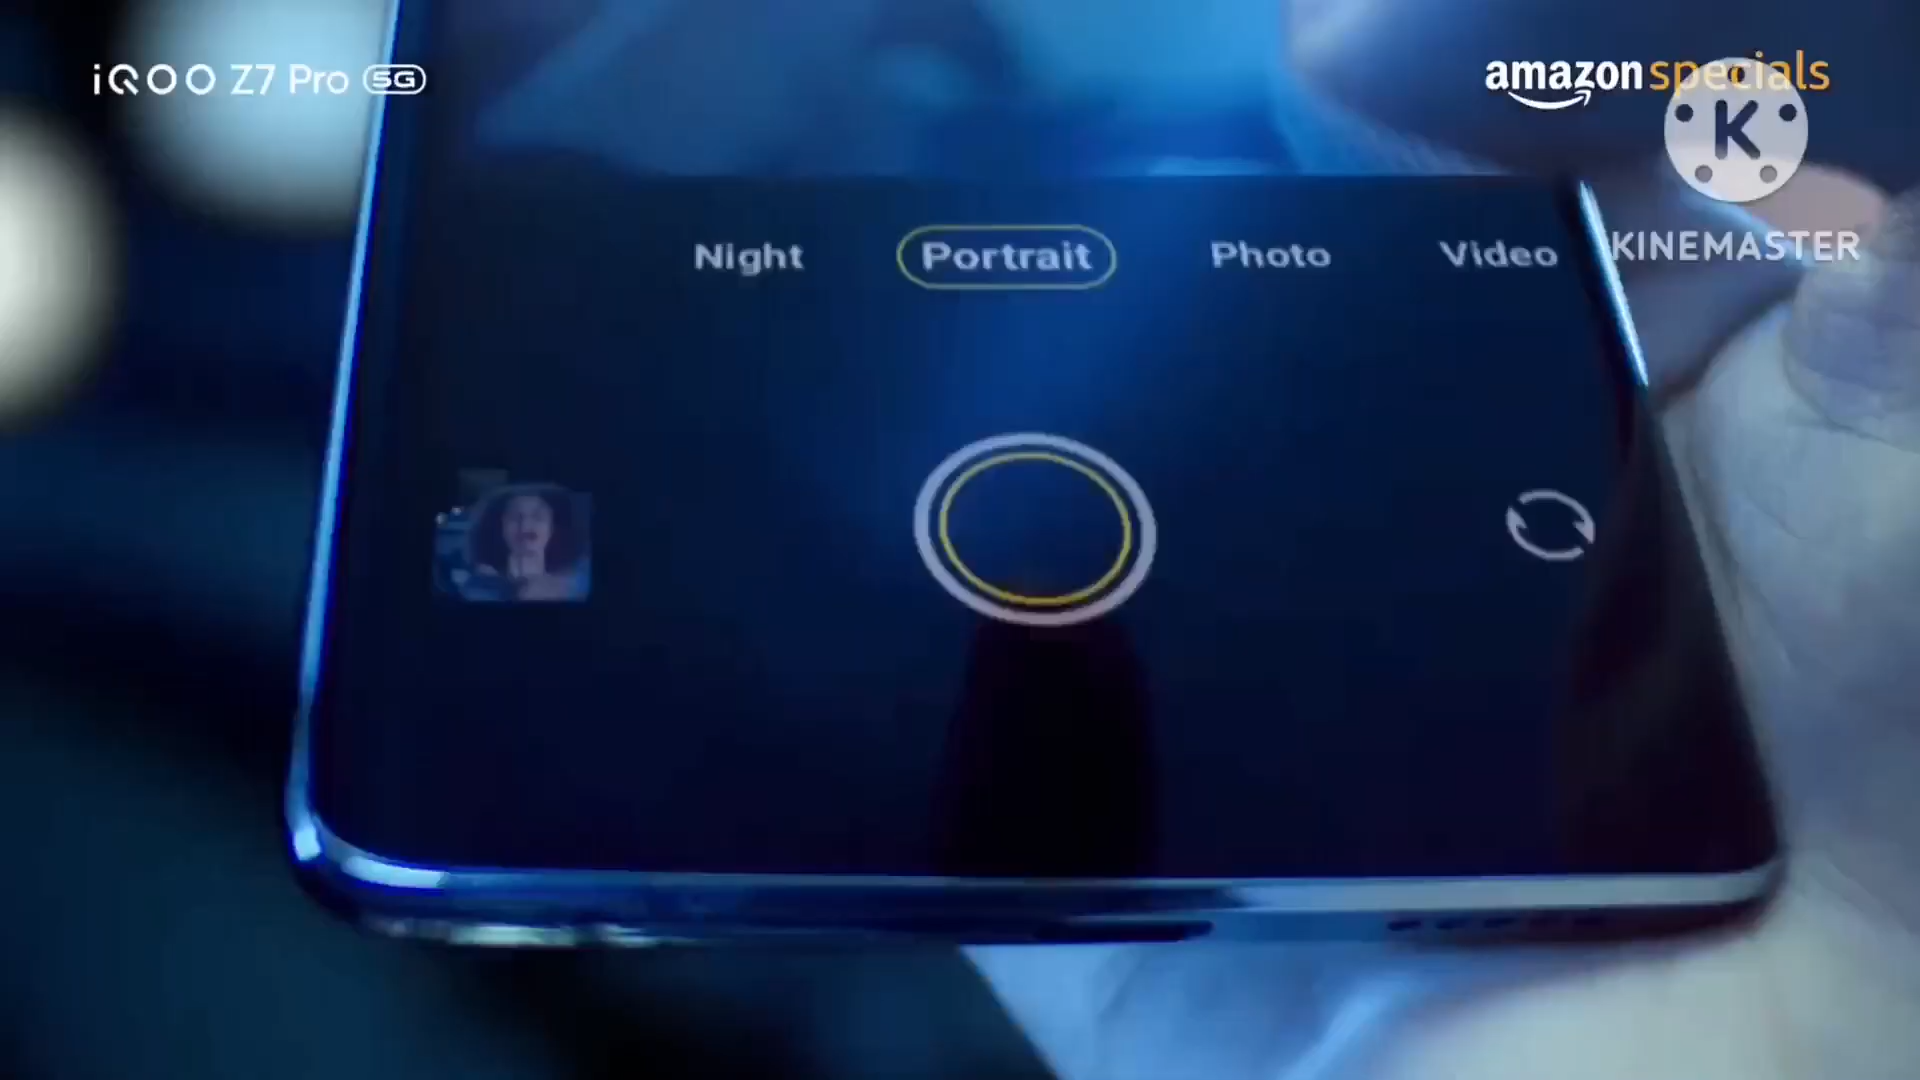 iQOO Z7 Pro 5G
amazon specials
K
KINEMASTER
Night
Portrait
Photo
Video